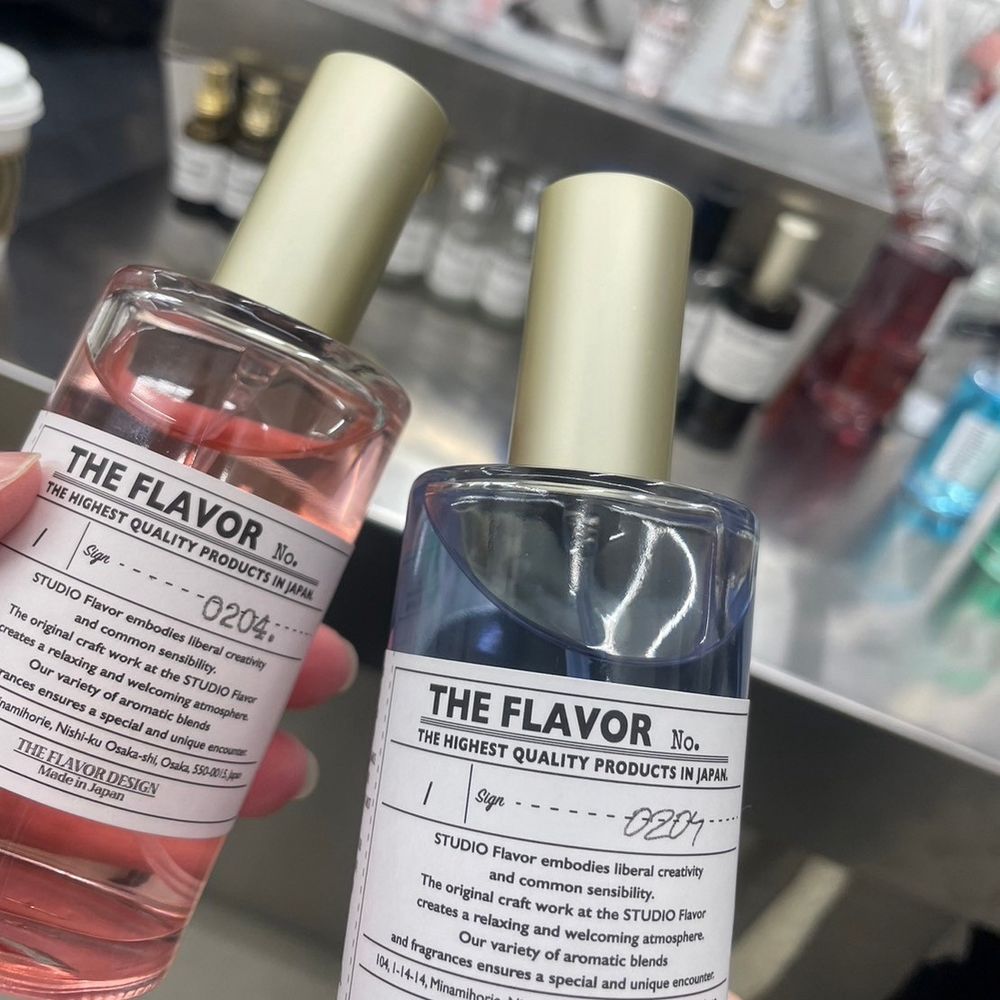 THE FLAVOR No.
THE HIGHEST QUALITY PRODUCTS IN JAPAN.
1 Sign 0204.
STUDIO Flavor embodies liberal creativity
and common sensibility.
The original craft work at the STUDIO Flavor
creates a relaxing and welcoming atmosphere.
Our variety of aromatic blends
rances ensures a special and unique encounter.
inamihorie, Nishi-ku Osaka-shi, Osaka, 550-0015 Japan
THE FLAVOR DESIGN
Made in Japan
THE FLAVOR No.
THE HIGHEST QUALITY PRODUCTS IN JAPAN.
1 Sign 0204
STUDIO Flavor embodies liberal creativity
and common sensibility.
The original craft work at the STUDIO Flavor
creates a relaxing and welcoming atmosphere.
Our variety of aromatic blends
and fragrances ensures a special and unique encounter.
104, 1-14-14, Minamihorie,